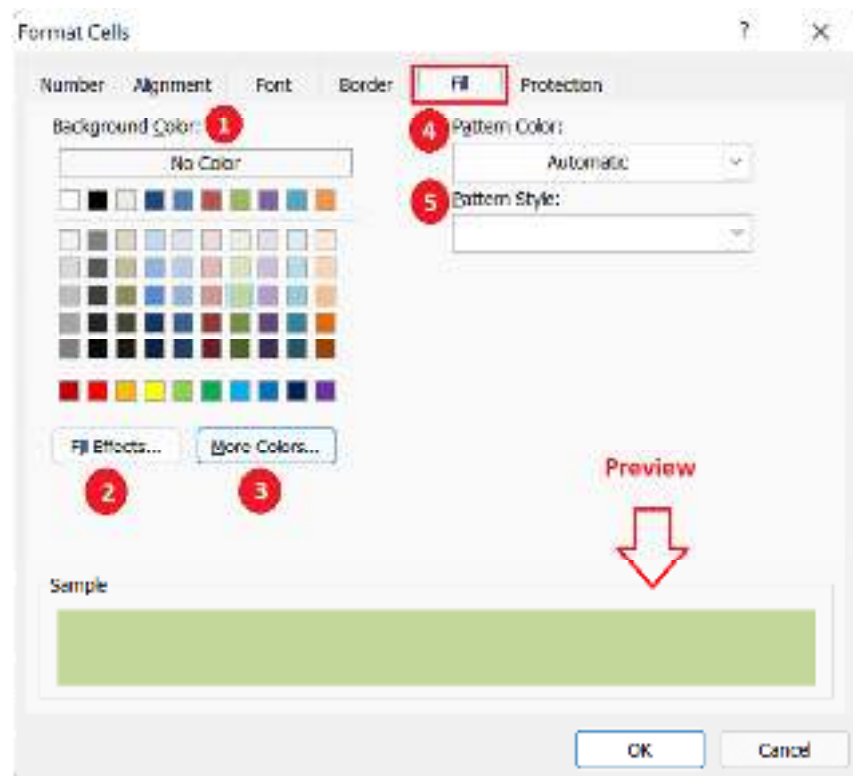 Format Cells ? ×
Number Alignment Font Border Fill Protection
Background Color: 1
No Color
4 Pattern Color:
Automatic
5 Pattern Style:
Fill Effects... More Colors...
2 3
Preview
Sample
OK Cancel